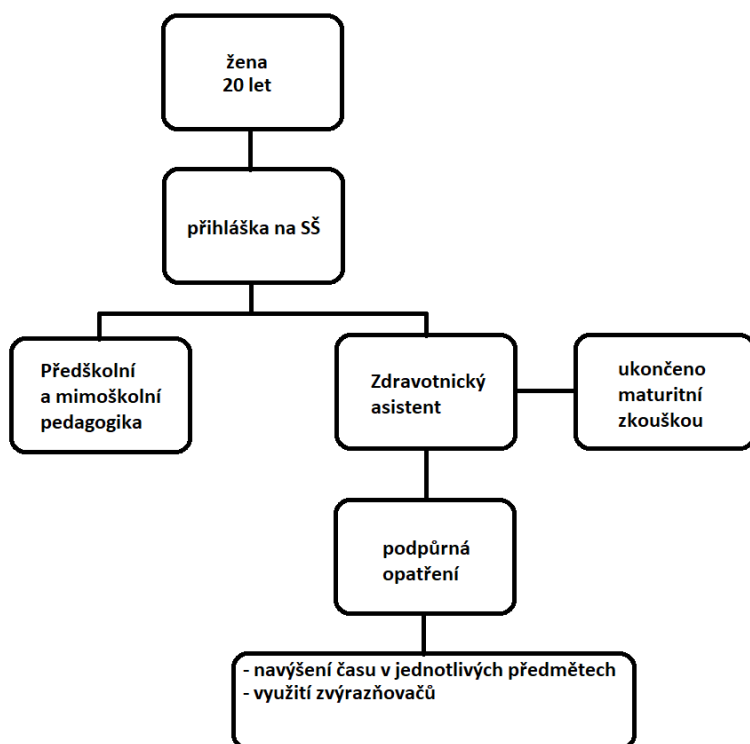 žena
20 let
přihláška na SŠ
Předškolní
a mimoškolní
pedagogika
Zdravotnický
asistent
ukončeno
maturitní
zkouškou
podpůrná
opatření
- navýšení času v jednotlivých předmětech
- využití zvýrazňovačů